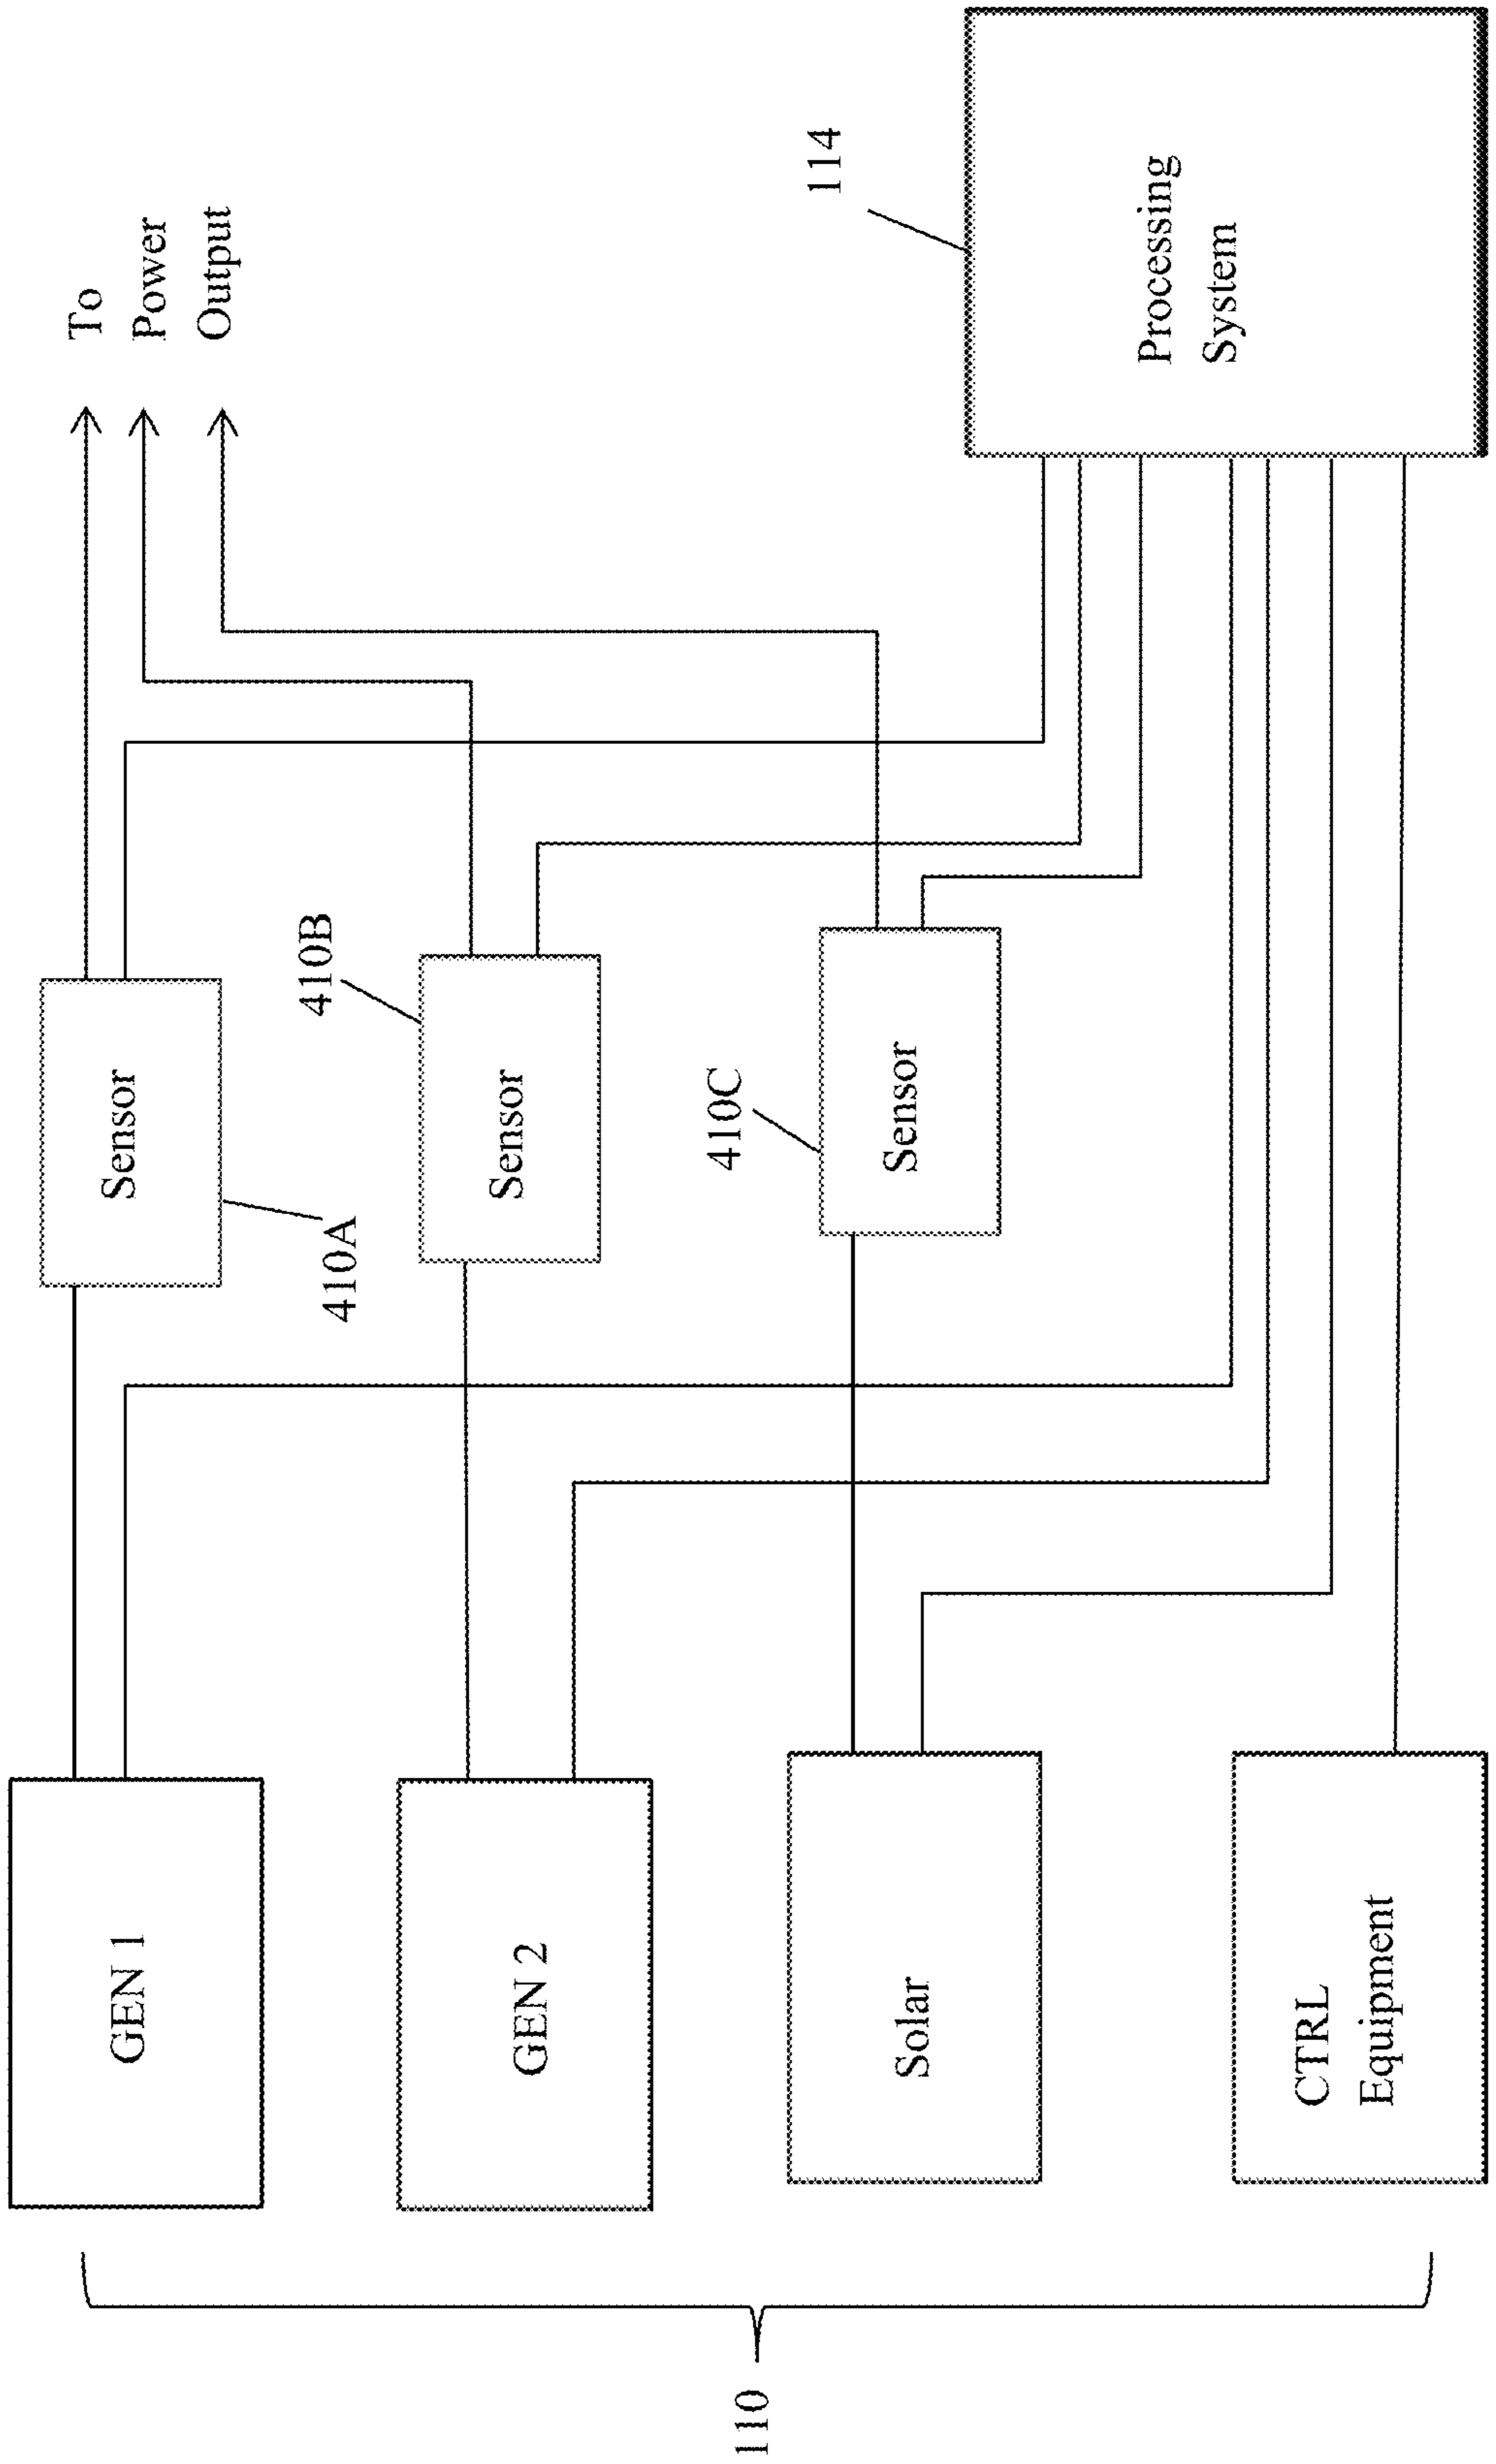 To
Power
Output
114
Processing
System
Sensor
410A
410B
Sensor
410C
Sensor
GEN 1
GEN 2
Solar
CTRL
Equipment
110